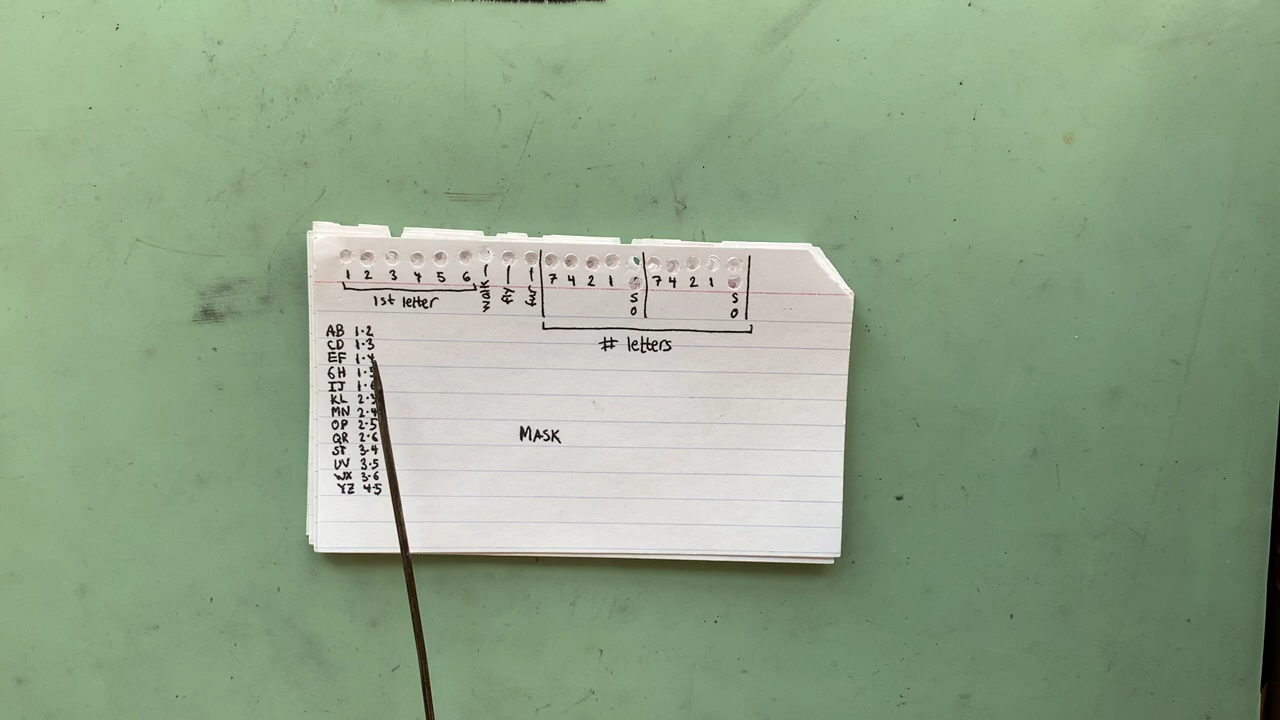 1 2 3 4 5 6 walk fly fur 7 4 2 1 S O 7 4 2 1 S O
1st letter
# letters
AB 1-2
CD 1-3
EF 1-4
GH 1-5
IJ 1-6
KL 2-3
MN 2-4
OP 2-5
QR 2-6
ST 3-4
UV 3-5
WX 3-6
YZ 4-5
MASK